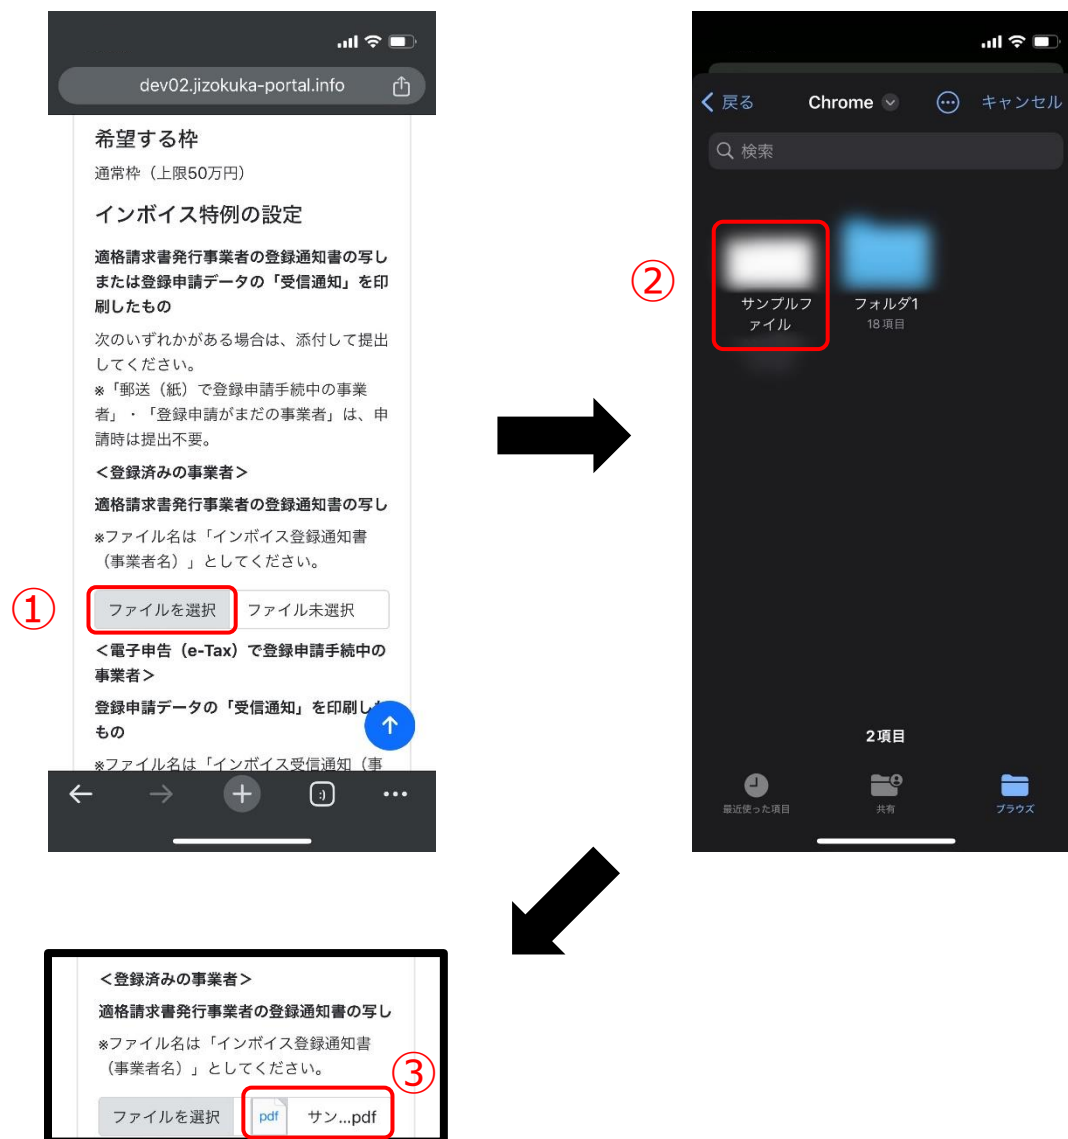 dev02.jizokuka-portal.info
希望する枠
通常枠（上限50万円）
インボイス特例の設定
適格請求書発行事業者の登録通知書の写し
または登録申請データの「受信通知」を印
刷したもの
次のいずれかがある場合は、添付して提出
してください。
※「郵送（紙）で登録申請手続中の事業
者」・「登録申請がまだの事業者」は、申
請時は提出不要。
＜登録済みの事業者＞
適格請求書発行事業者の登録通知書の写し
※ファイル名は「インボイス登録通知書
（事業者名）」としてください。
①
ファイルを選択 ファイル未選択
＜電子申告（e-Tax）で登録申請手続中の
事業者＞
登録申請データの「受信通知」を印刷した
もの
※ファイル名は「インボイス受信通知（事
:)
戻る Chrome キャンセル
検索
②
サンプルフ
ァイル
フォルダ1
18 項目
2項目
最近使った項目 共有 ブラウズ
＜登録済みの事業者＞
適格請求書発行事業者の登録通知書の写し
※ファイル名は「インボイス登録通知書
（事業者名）」としてください。
③
ファイルを選択 pdf サン...pdf